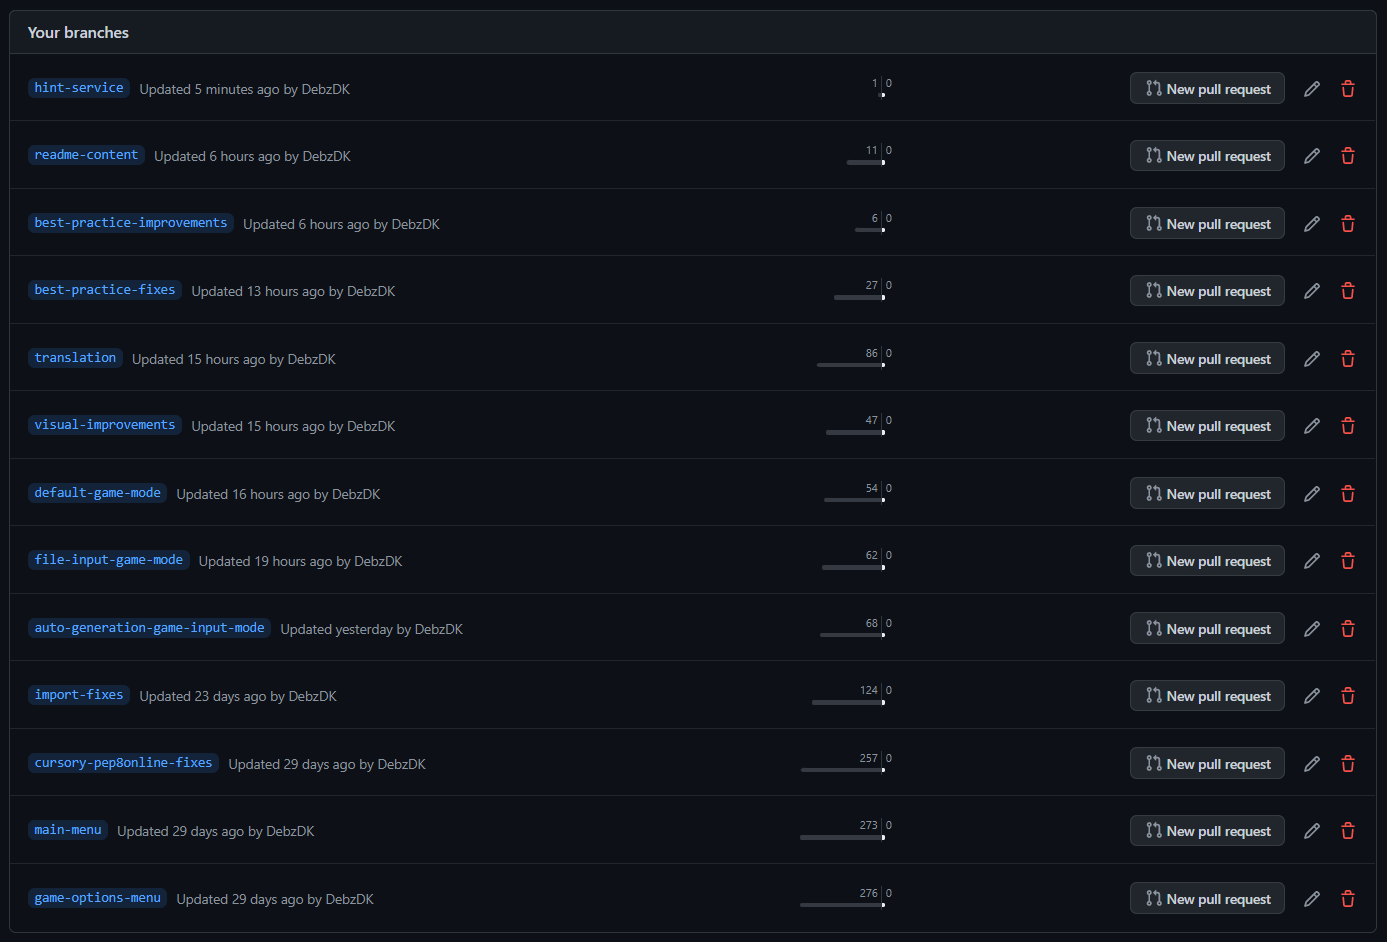 Your branches
hint-service Updated 5 minutes ago by DebzDK 1 0 New pull request
readme-content Updated 6 hours ago by DebzDK 11 0 New pull request
best-practice-improvements Updated 6 hours ago by DebzDK 6 0 New pull request
best-practice-fixes Updated 13 hours ago by DebzDK 27 0 New pull request
translation Updated 15 hours ago by DebzDK 86 0 New pull request
visual-improvements Updated 15 hours ago by DebzDK 47 0 New pull request
default-game-mode Updated 16 hours ago by DebzDK 54 0 New pull request
file-input-game-mode Updated 19 hours ago by DebzDK 62 0 New pull request
auto-generation-game-input-mode Updated yesterday by DebzDK 68 0 New pull request
import-fixes Updated 23 days ago by DebzDK 124 0 New pull request
cursory-pep8online-fixes Updated 29 days ago by DebzDK 257 0 New pull request
main-menu Updated 29 days ago by DebzDK 273 0 New pull request
game-options-menu Updated 29 days ago by DebzDK 276 0 New pull request